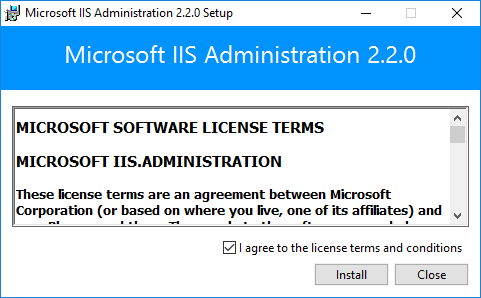 Microsoft IIS Administration 2.2.0 Setup
Microsoft IIS Administration 2.2.0
MICROSOFT SOFTWARE LICENSE TERMS
MICROSOFT IIS.ADMINISTRATION
These license terms are an agreement between Microsoft
Corporation (or based on where you live, one of its affiliates) and
I agree to the license terms and conditions
Install
Close